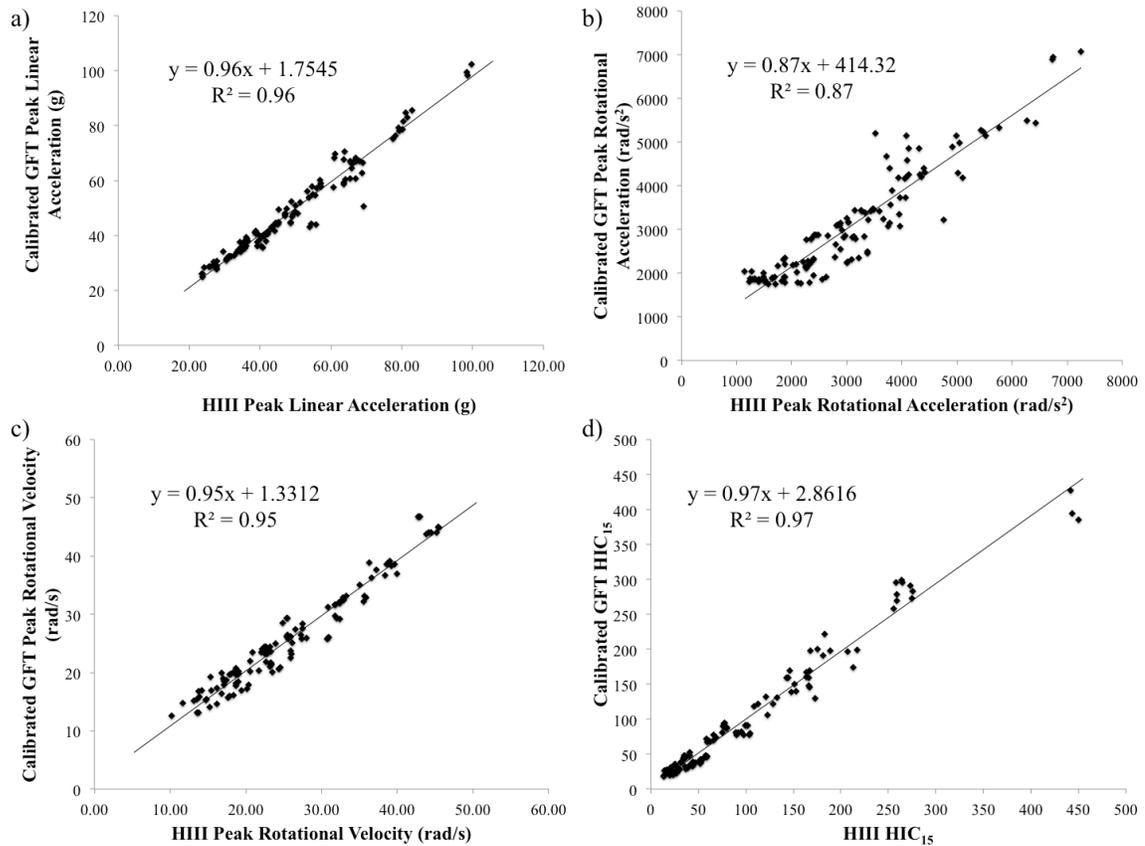 a)
Calibrated GFT Peak Linear
Acceleration (g)
120
100
80
60
40
20
0
y = 0.96x + 1.7545
R² = 0.96
0.00 20.00 40.00 60.00 80.00 100.00 120.00
HIII Peak Linear Acceleration (g)
b)
Calibrated GFT Peak Rotational
Acceleration (rad/s²)
8000
7000
6000
5000
4000
3000
2000
1000
0
y = 0.87x + 414.32
R² = 0.87
0 1000 2000 3000 4000 5000 6000 7000 8000
HIII Peak Rotational Acceleration (rad/s²)
c)
Calibrated GFT Peak Rotational Velocity
(rad/s)
60
50
40
30
20
10
0
y = 0.95x + 1.3312
R² = 0.95
0.00 10.00 20.00 30.00 40.00 50.00 60.00
HIII Peak Rotational Velocity (rad/s)
d)
Calibrated GFT HIC₁₅
500
450
400
350
300
250
200
150
100
50
0
y = 0.97x + 2.8616
R² = 0.97
0 50 100 150 200 250 300 350 400 450 500
HIII HIC₁₅